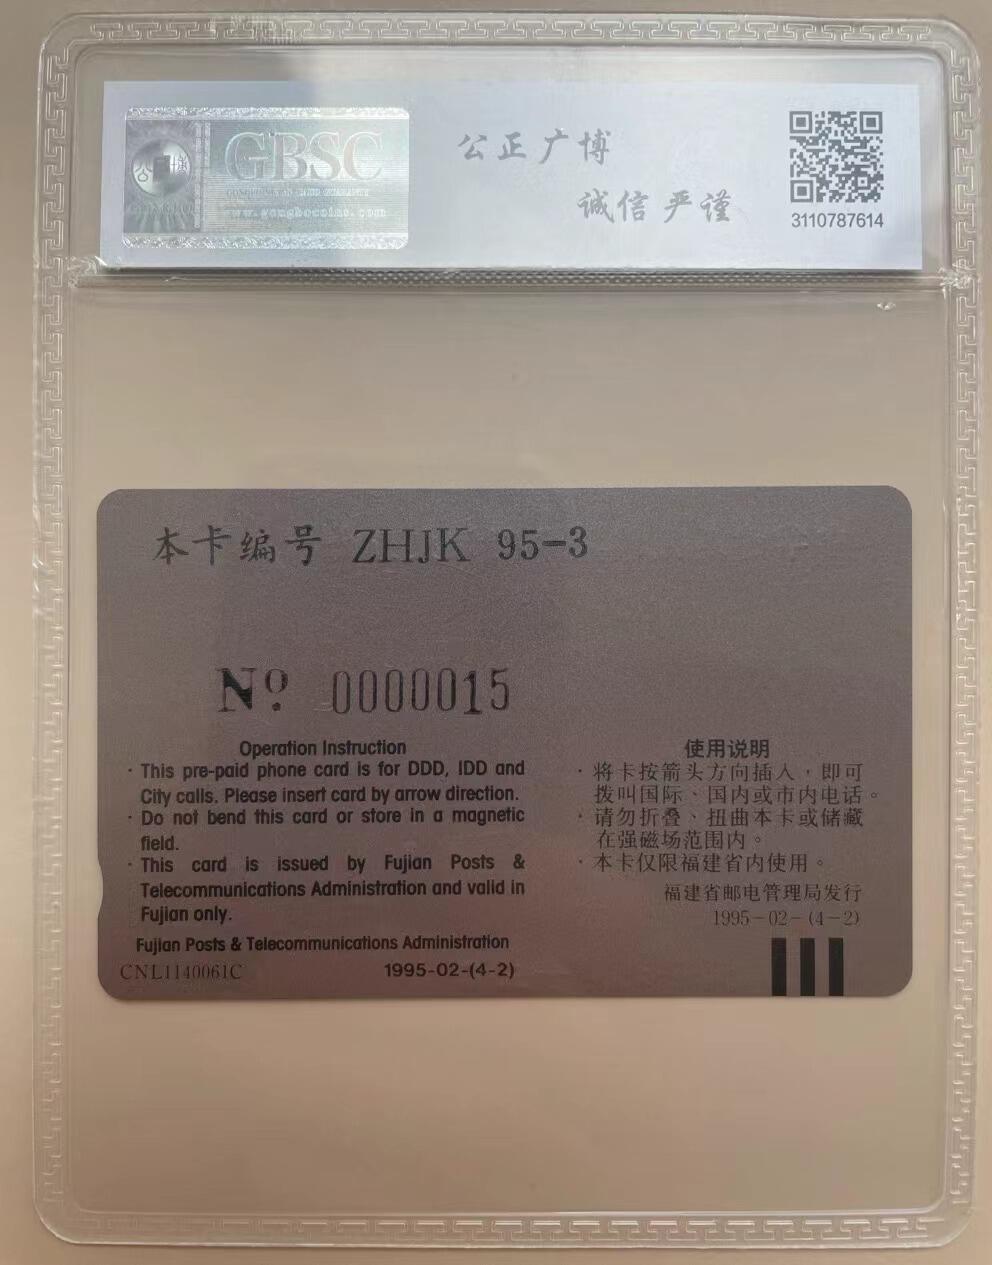 GBSC
www.gongbocoins.com
公正广博
诚信严谨
3110787614
本卡编号 ZHJK 95-3
Nº 0000015
Operation Instruction
· This pre-paid phone card is for DDD, IDD and
City calls. Please insert card by arrow direction.
· Do not bend this card or store in a magnetic
field.
· This card is issued by Fujian Posts &
Telecommunications Administration and valid in
Fujian only.
Fujian Posts & Telecommunications Administration
CNL1140061C
1995-02-(4-2)
使用说明
· 将卡按箭头方向插入，即可
拨叫国际、国内或市内电话。
· 请勿折叠、扭曲本卡或储藏
在强磁场范围内。
· 本卡仅限福建省内使用。
福建省邮电管理局发行
1995-02-(4-2)